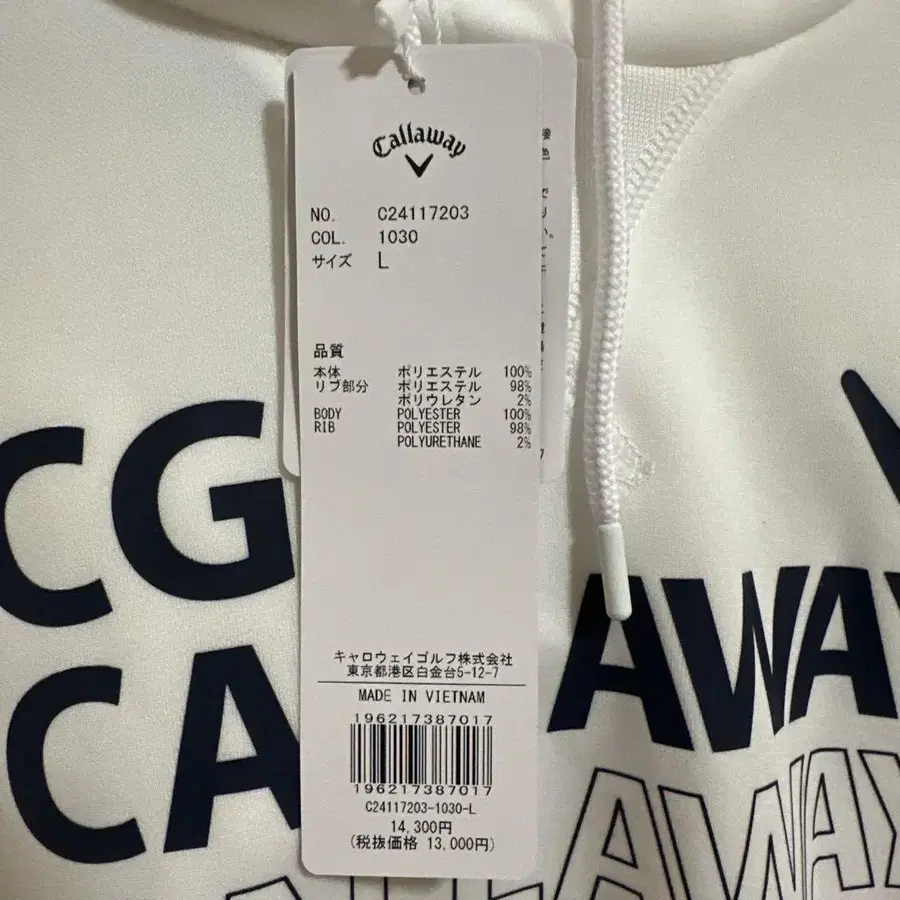 Callaway
NO. C24117203
COL. 1030
サイズ L
品質
本体 ポリエステル 100%
リブ部分 ポリエステル 98%
ポリウレタン 2%
BODY POLYESTER 100%
RIB POLYESTER 98%
POLYURETHANE 2%
キャロウェイゴルフ株式会社
東京都港区白金台5-12-7
MADE IN VIETNAM
196217387017
196217387017
C24117203-1030-L
14,300円
(税抜価格 13,000円)
CG
CA AWAY
AWAY